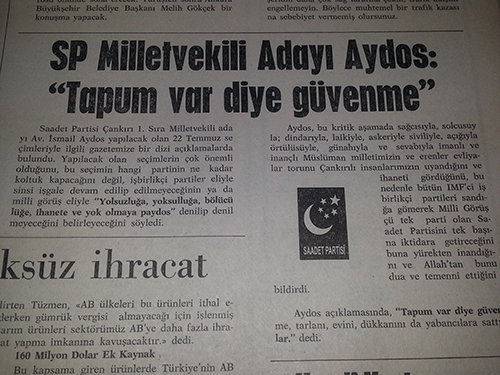 Büyükşehir Belediye Başkanı Melih Gökçek bir
konuşma yapacak.
engellemeyin. Böylece muhtemel bir trafik kazası
na sebebiyet vermemiş olursunuz.
SP Milletvekili Adayı Aydos:
“Tapum var diye güvenme”
Saadet Partisi Çankırı 1. Sıra Milletvekili ada
yı Av. İsmail Aydos yapılacak olan 22 Temmuz se
çimleriyle ilgili gazetemize bir dizi açıklamalarda
bulundu. Yapılacak olan seçimlerin çok önemli
olduğunu, bu seçimin hangi partinin ne kadar
koltuk kapacağını değil, işbirlikçi partiler eliyle
sinsi işgale devam edilip edilmeyeceğinin ya da
milli görüş eliyle “Yolsuzluğa, yoksulluğa, bölücü
lüğe, ihanete ve yok olmaya paydos” denilip denil
meyeceğini belirleyeceğini söyledi.
Aydos, bu kritik aşamada sağcısıyla, solcusuy
la; dindarıyla, laikiyle, askeriyle siviliyle, açığıyla
örtülüsüyle, günahıyla ve sevabıyla imanlı ve
inançlı Müslüman milletimizin ve erenler evliya-
lar torunu Çankırılı insanlarımızın uyandığını ve
ihaneti gördüğünü, bu
nedenle bütün IMF'ci iş
birlikçi partileri sandı
ğa gömerek Milli Görüş
çü tek parti olan Sa-
adet Partisini tek başı
na iktidara getireceğini
buna yürekten inandığı
nı ve Allah'tan bunu
dua ve temenni ettiğini
bildirdi.
SAADET PARTİSİ
Aydos açıklamasında, “Tapum var diye güven
me, tarlanı, evini, dükkanını da yabancılara sattı
lar.” dedi.
ksüz ihracat
lirten Tüzmen, «AB ülkeleri bu ürünleri ithal e-
derken gümrük vergisi almayacağı için işlenmiş
tarım ürünleri sektörümüz AB'ye daha fazla ihra-
at yapma imkanına kavuşacaktır.» dedi.
160 Milyon Dolar Ek Kaynak
Bu kapsama giren ürünlerde Türkiye'nin AB